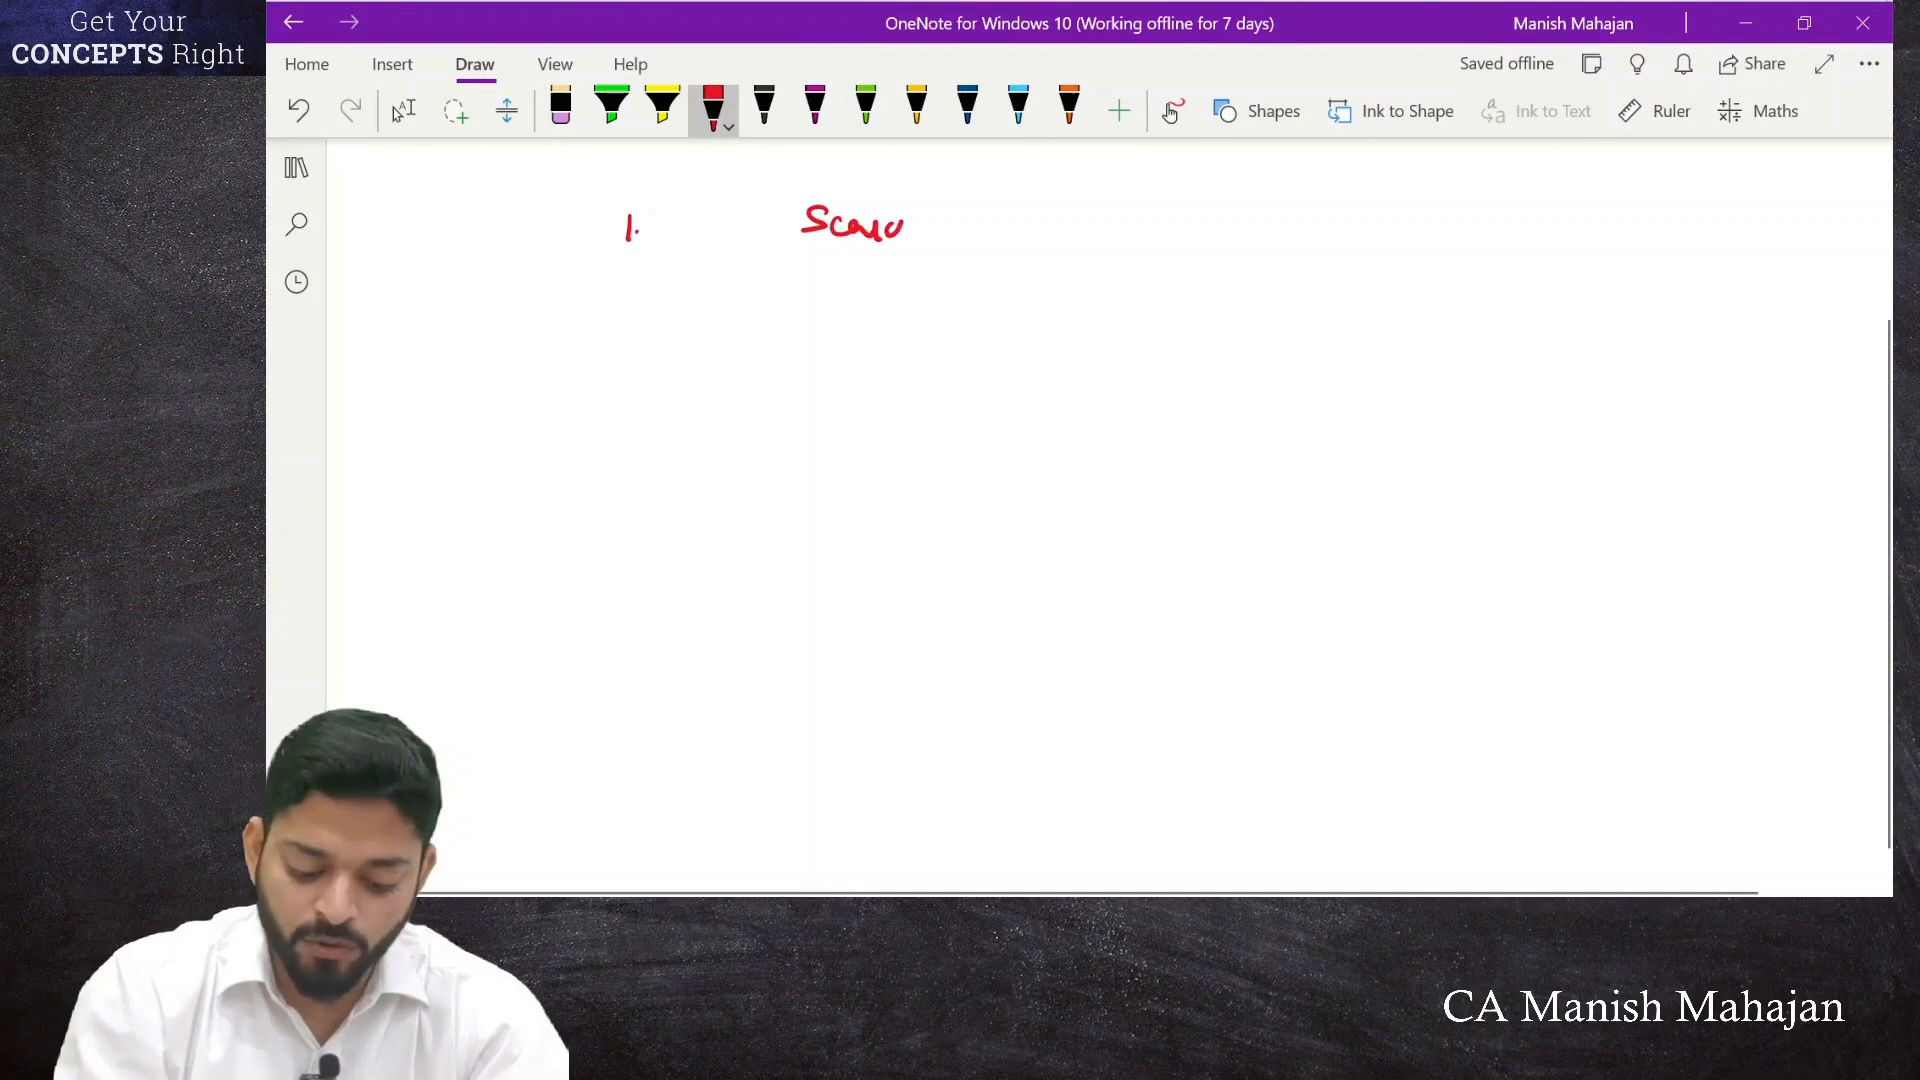 Get Your
CONCEPTS Right
OneNote for Windows 10 (Working offline for 7 days)
Manish Mahajan
Home Insert Draw View Help
Saved offline
Share
Shapes Ink to Shape Ink to Text Ruler Maths
1.
CA Manish Mahajan